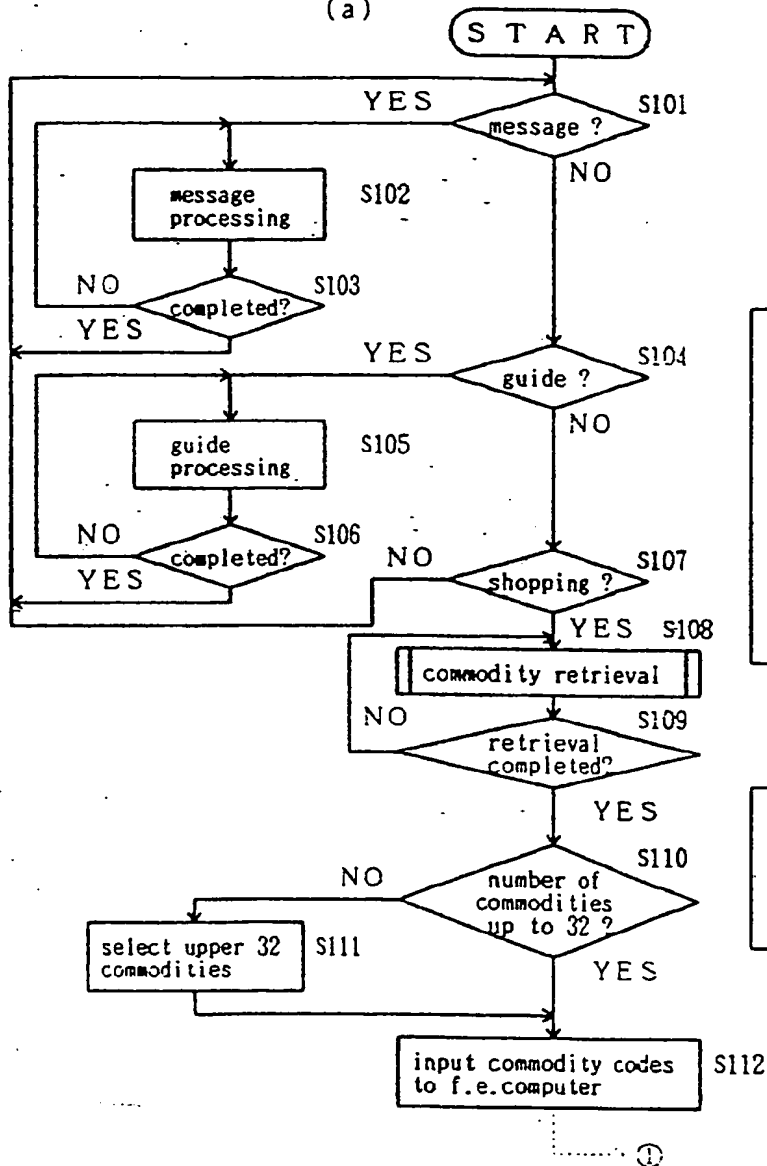 (a)
START
YES
S101
message ?
NO
message
processing
S102
NO
S103
completed?
YES
YES
S104
guide ?
NO
guide
processing
S105
NO
S106
completed?
YES
NO
S107
shopping ?
YES
S108
commodity retrieval
NO
S109
retrieval
completed?
YES
S110
NO
number of
commodities
up to 32 ?
YES
select upper 32
commodities
S111
input commodity codes
to f.e.computer
S112
①